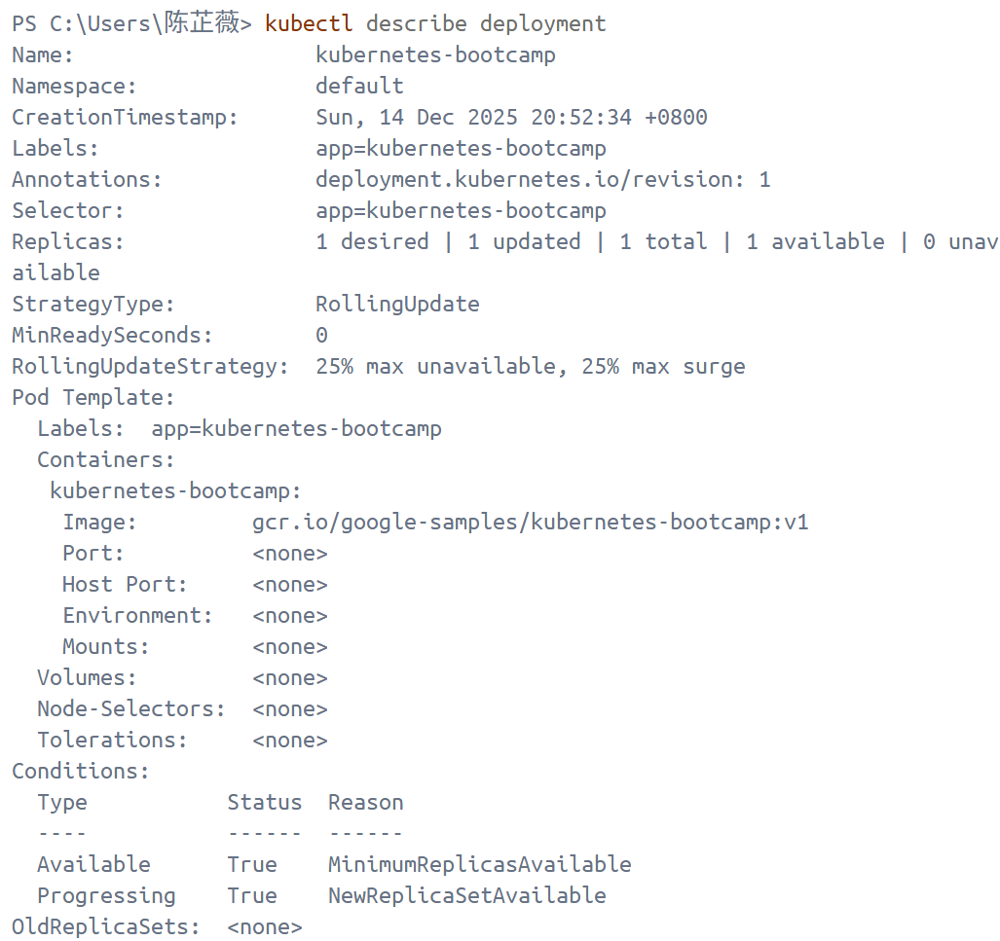 PS C:\Users\陈芷薇> kubectl describe deployment
Name:                   kubernetes-bootcamp
Namespace:              default
CreationTimestamp:      Sun, 14 Dec 2025 20:52:34 +0800
Labels:                 app=kubernetes-bootcamp
Annotations:            deployment.kubernetes.io/revision: 1
Selector:               app=kubernetes-bootcamp
Replicas:               1 desired | 1 updated | 1 total | 1 available | 0 unav
ailable
StrategyType:           RollingUpdate
MinReadySeconds:        0
RollingUpdateStrategy:  25% max unavailable, 25% max surge
Pod Template:
  Labels:  app=kubernetes-bootcamp
  Containers:
   kubernetes-bootcamp:
    Image:         gcr.io/google-samples/kubernetes-bootcamp:v1
    Port:          <none>
    Host Port:     <none>
    Environment:   <none>
    Mounts:        <none>
  Volumes:         <none>
  Node-Selectors:  <none>
  Tolerations:     <none>
Conditions:
  Type           Status  Reason
  ----           ------  ------
  Available      True    MinimumReplicasAvailable
  Progressing    True    NewReplicaSetAvailable
OldReplicaSets:  <none>